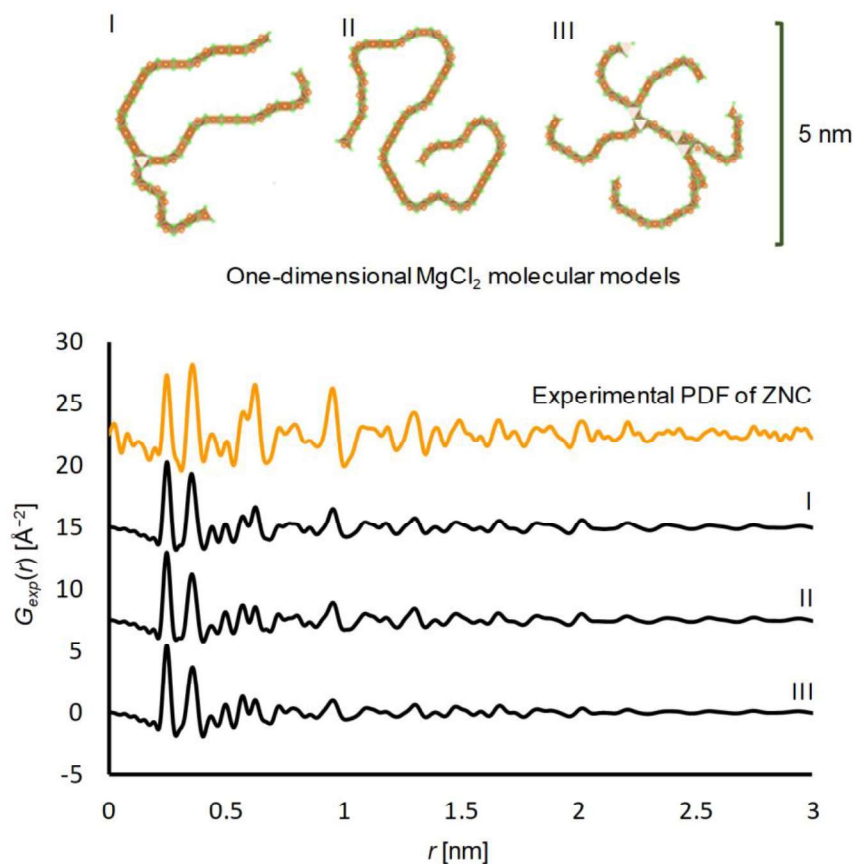 I
II
III
5 nm
One-dimensional MgCl₂ molecular models
30
25
20
15
10
5
0
-5
G_exp(r) [Å⁻²]
Experimental PDF of ZNC
I
II
III
0
0.5
1
1.5
2
2.5
3
r [nm]